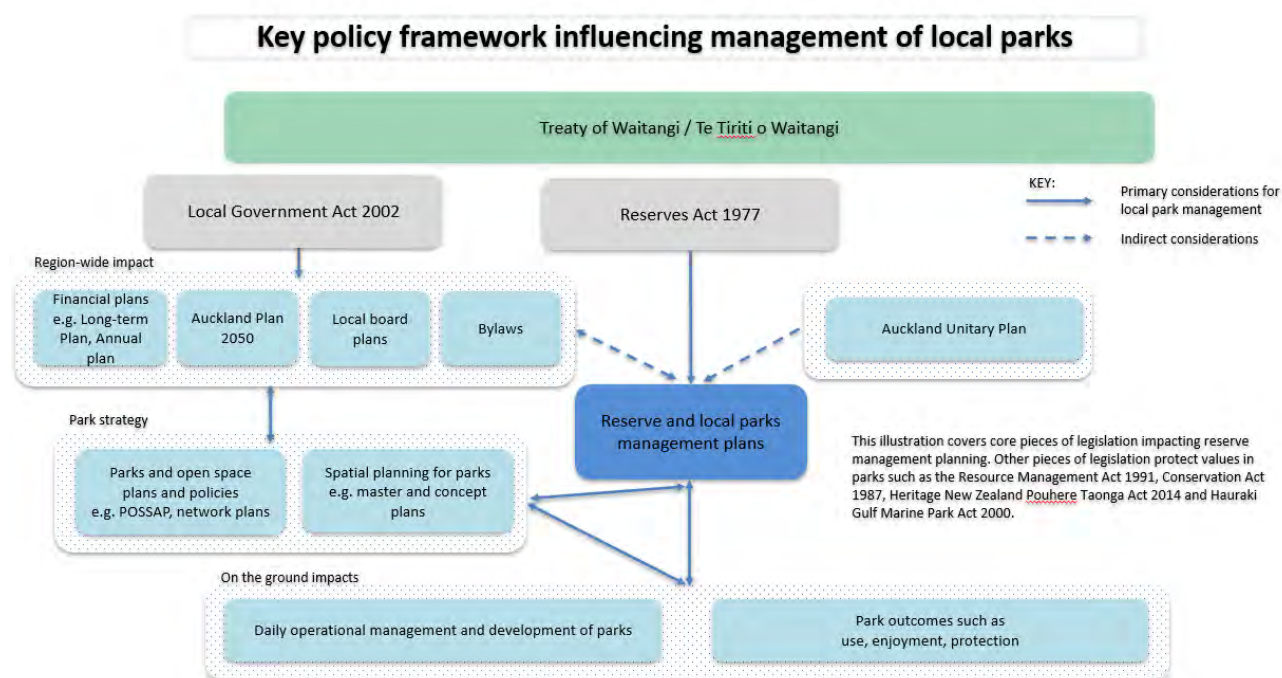 Key policy framework influencing management of local parks
Treaty of Waitangi / Te Tiriti o Waitangi
Local Government Act 2002
Reserves Act 1977
KEY:
Primary considerations for
local park management
Indirect considerations
Region-wide impact
Financial plans
e.g. Long-term
Plan, Annual
plan
Auckland Plan
2050
Local board
plans
Bylaws
Auckland Unitary Plan
Park strategy
Parks and open space
plans and policies
e.g. POSSAP, network plans
Spatial planning for parks
e.g. master and concept
plans
Reserve and local parks
management plans
This illustration covers core pieces of legislation impacting reserve
management planning. Other pieces of legislation protect values in
parks such as the Resource Management Act 1991, Conservation Act
1987, Heritage New Zealand Pouhere Taonga Act 2014 and Hauraki
Gulf Marine Park Act 2000.
On the ground impacts
Daily operational management and development of parks
Park outcomes such as
use, enjoyment, protection